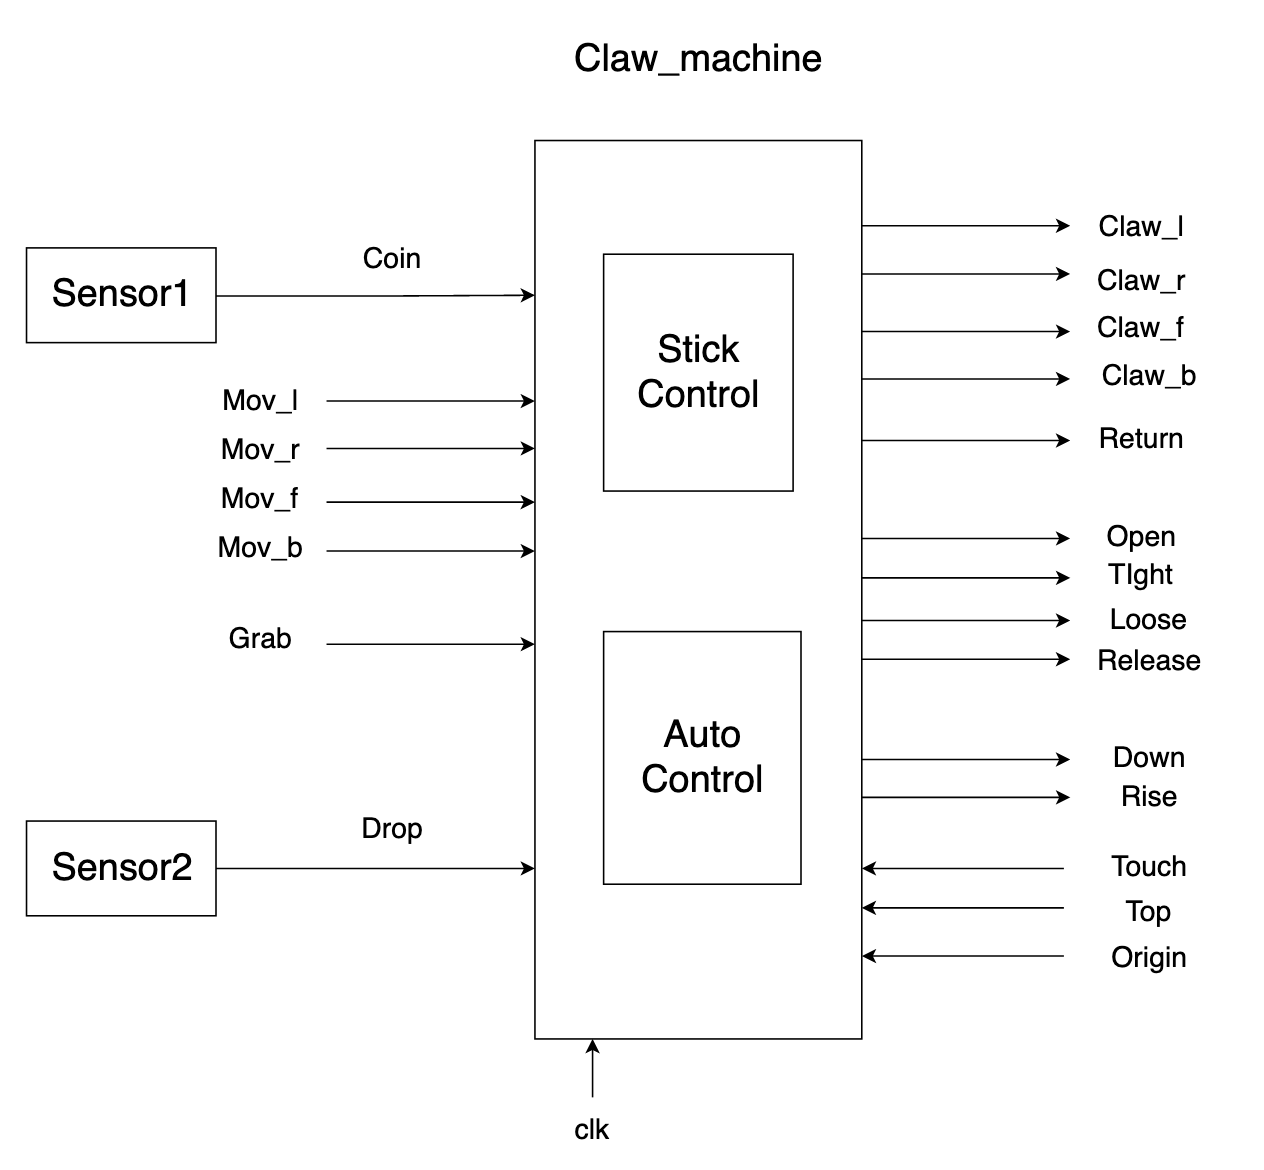 Claw_machine
Sensor1
Coin
Mov_l
Mov_r
Mov_f
Mov_b
Grab
Sensor2
Drop
Stick
Control
Auto
Control
Claw_l
Claw_r
Claw_f
Claw_b
Return
Open
TIght
Loose
Release
Down
Rise
Touch
Top
Origin
clk